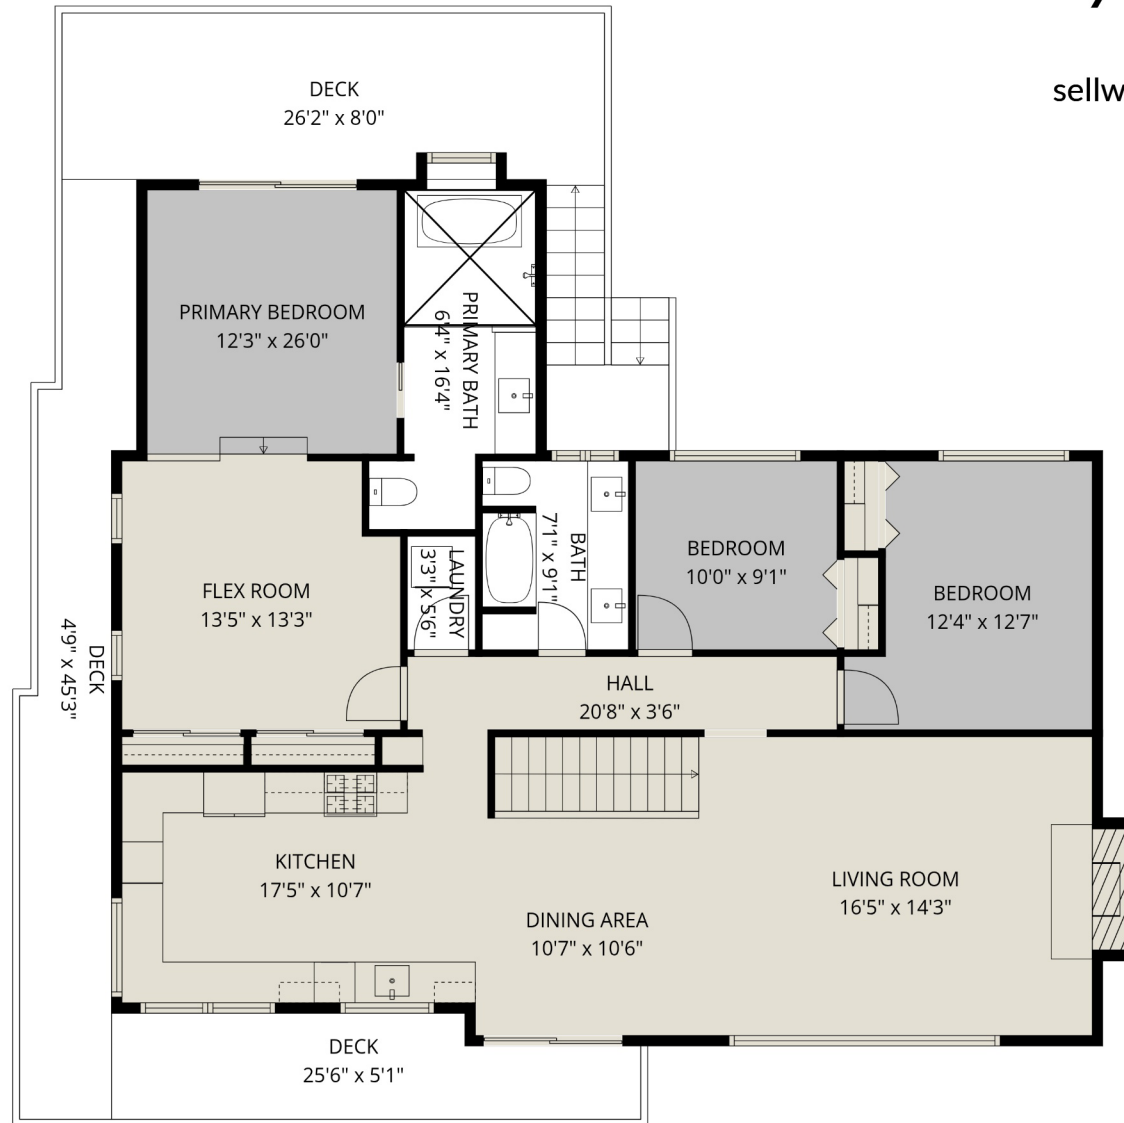 sellw
DECK
26'2" x 8'0"
PRIMARY BEDROOM
12'3" x 26'0"
PRIMARY BATH
6'4" x 16'4"
FLEX ROOM
13'5" x 13'3"
LAUNDRY
3'3" x 5'6"
BATH
7'1" x 9'1"
BEDROOM
10'0" x 9'1"
BEDROOM
12'4" x 12'7"
DECK
4'9" x 45'3"
HALL
20'8" x 3'6"
KITCHEN
17'5" x 10'7"
DINING AREA
10'7" x 10'6"
LIVING ROOM
16'5" x 14'3"
DECK
25'6" x 5'1"